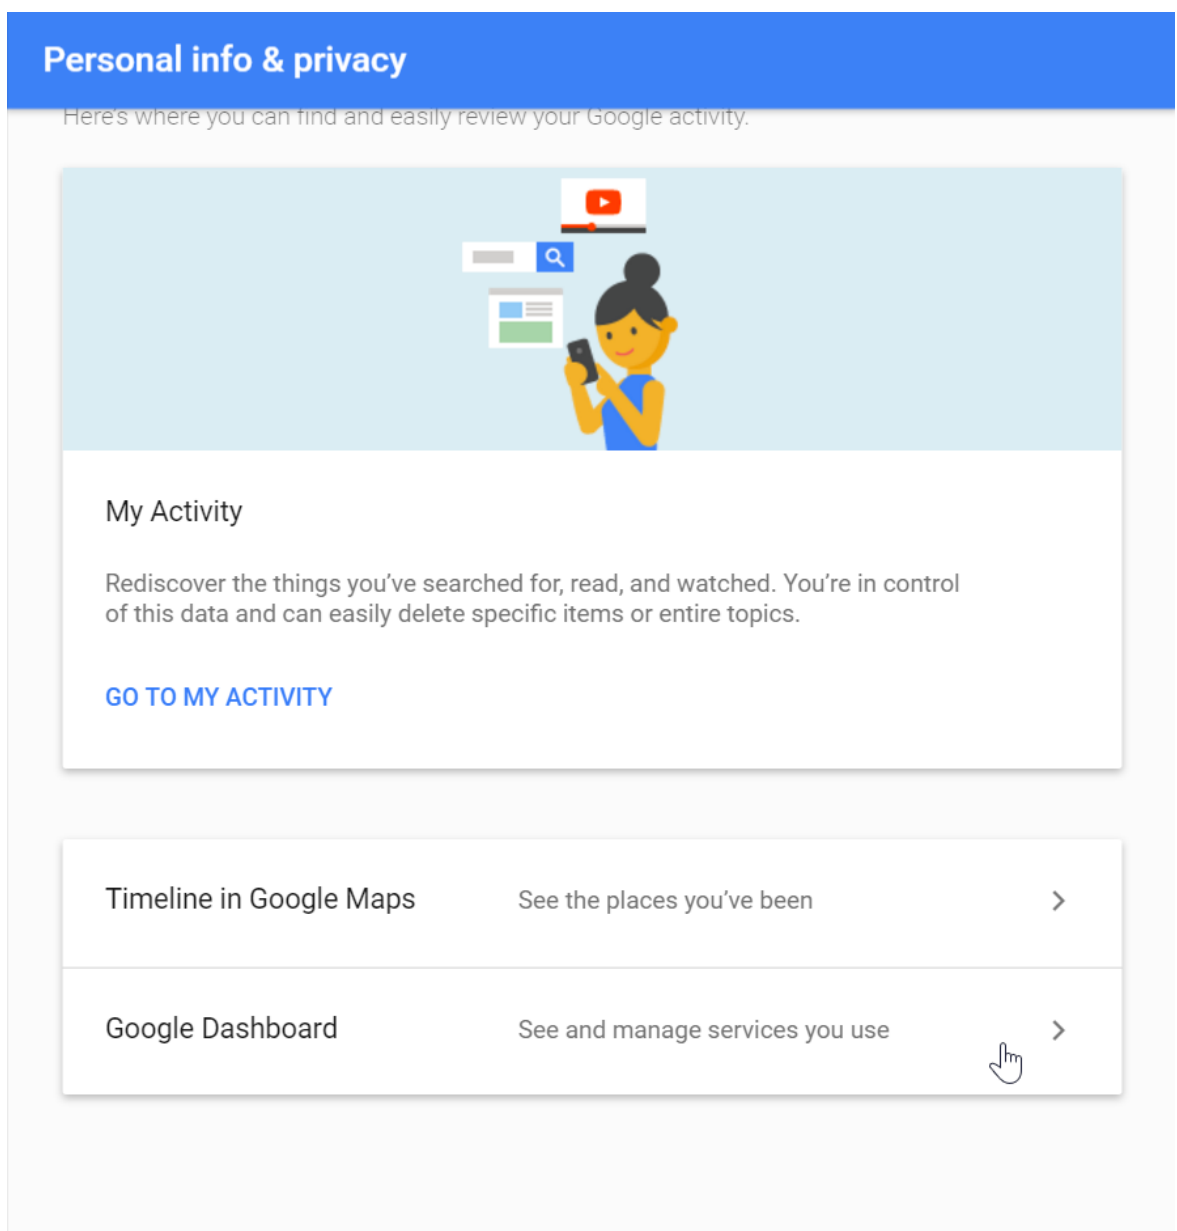 Personal info & privacy
Here's where you can find and easily review your Google activity.
My Activity
Rediscover the things you've searched for, read, and watched. You're in control
of this data and can easily delete specific items or entire topics.
GO TO MY ACTIVITY
Timeline in Google Maps See the places you've been
Google Dashboard See and manage services you use